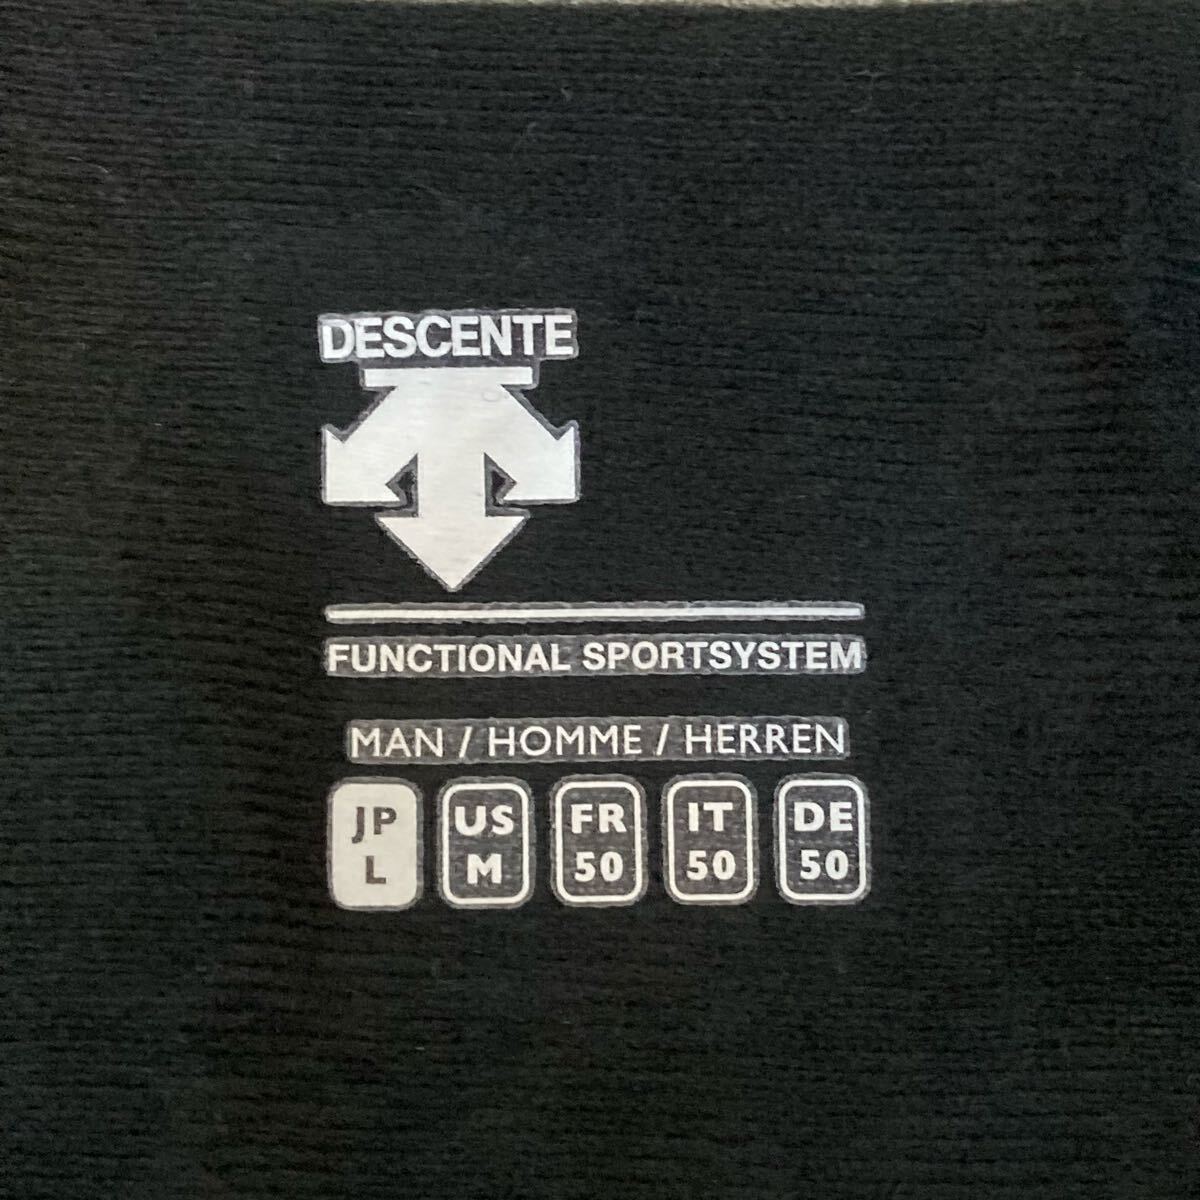 DESCENTE
FUNCTIONAL SPORTSYSTEM
MAN / HOMME / HERREN
JP US FR IT DE
L M 50 50 50